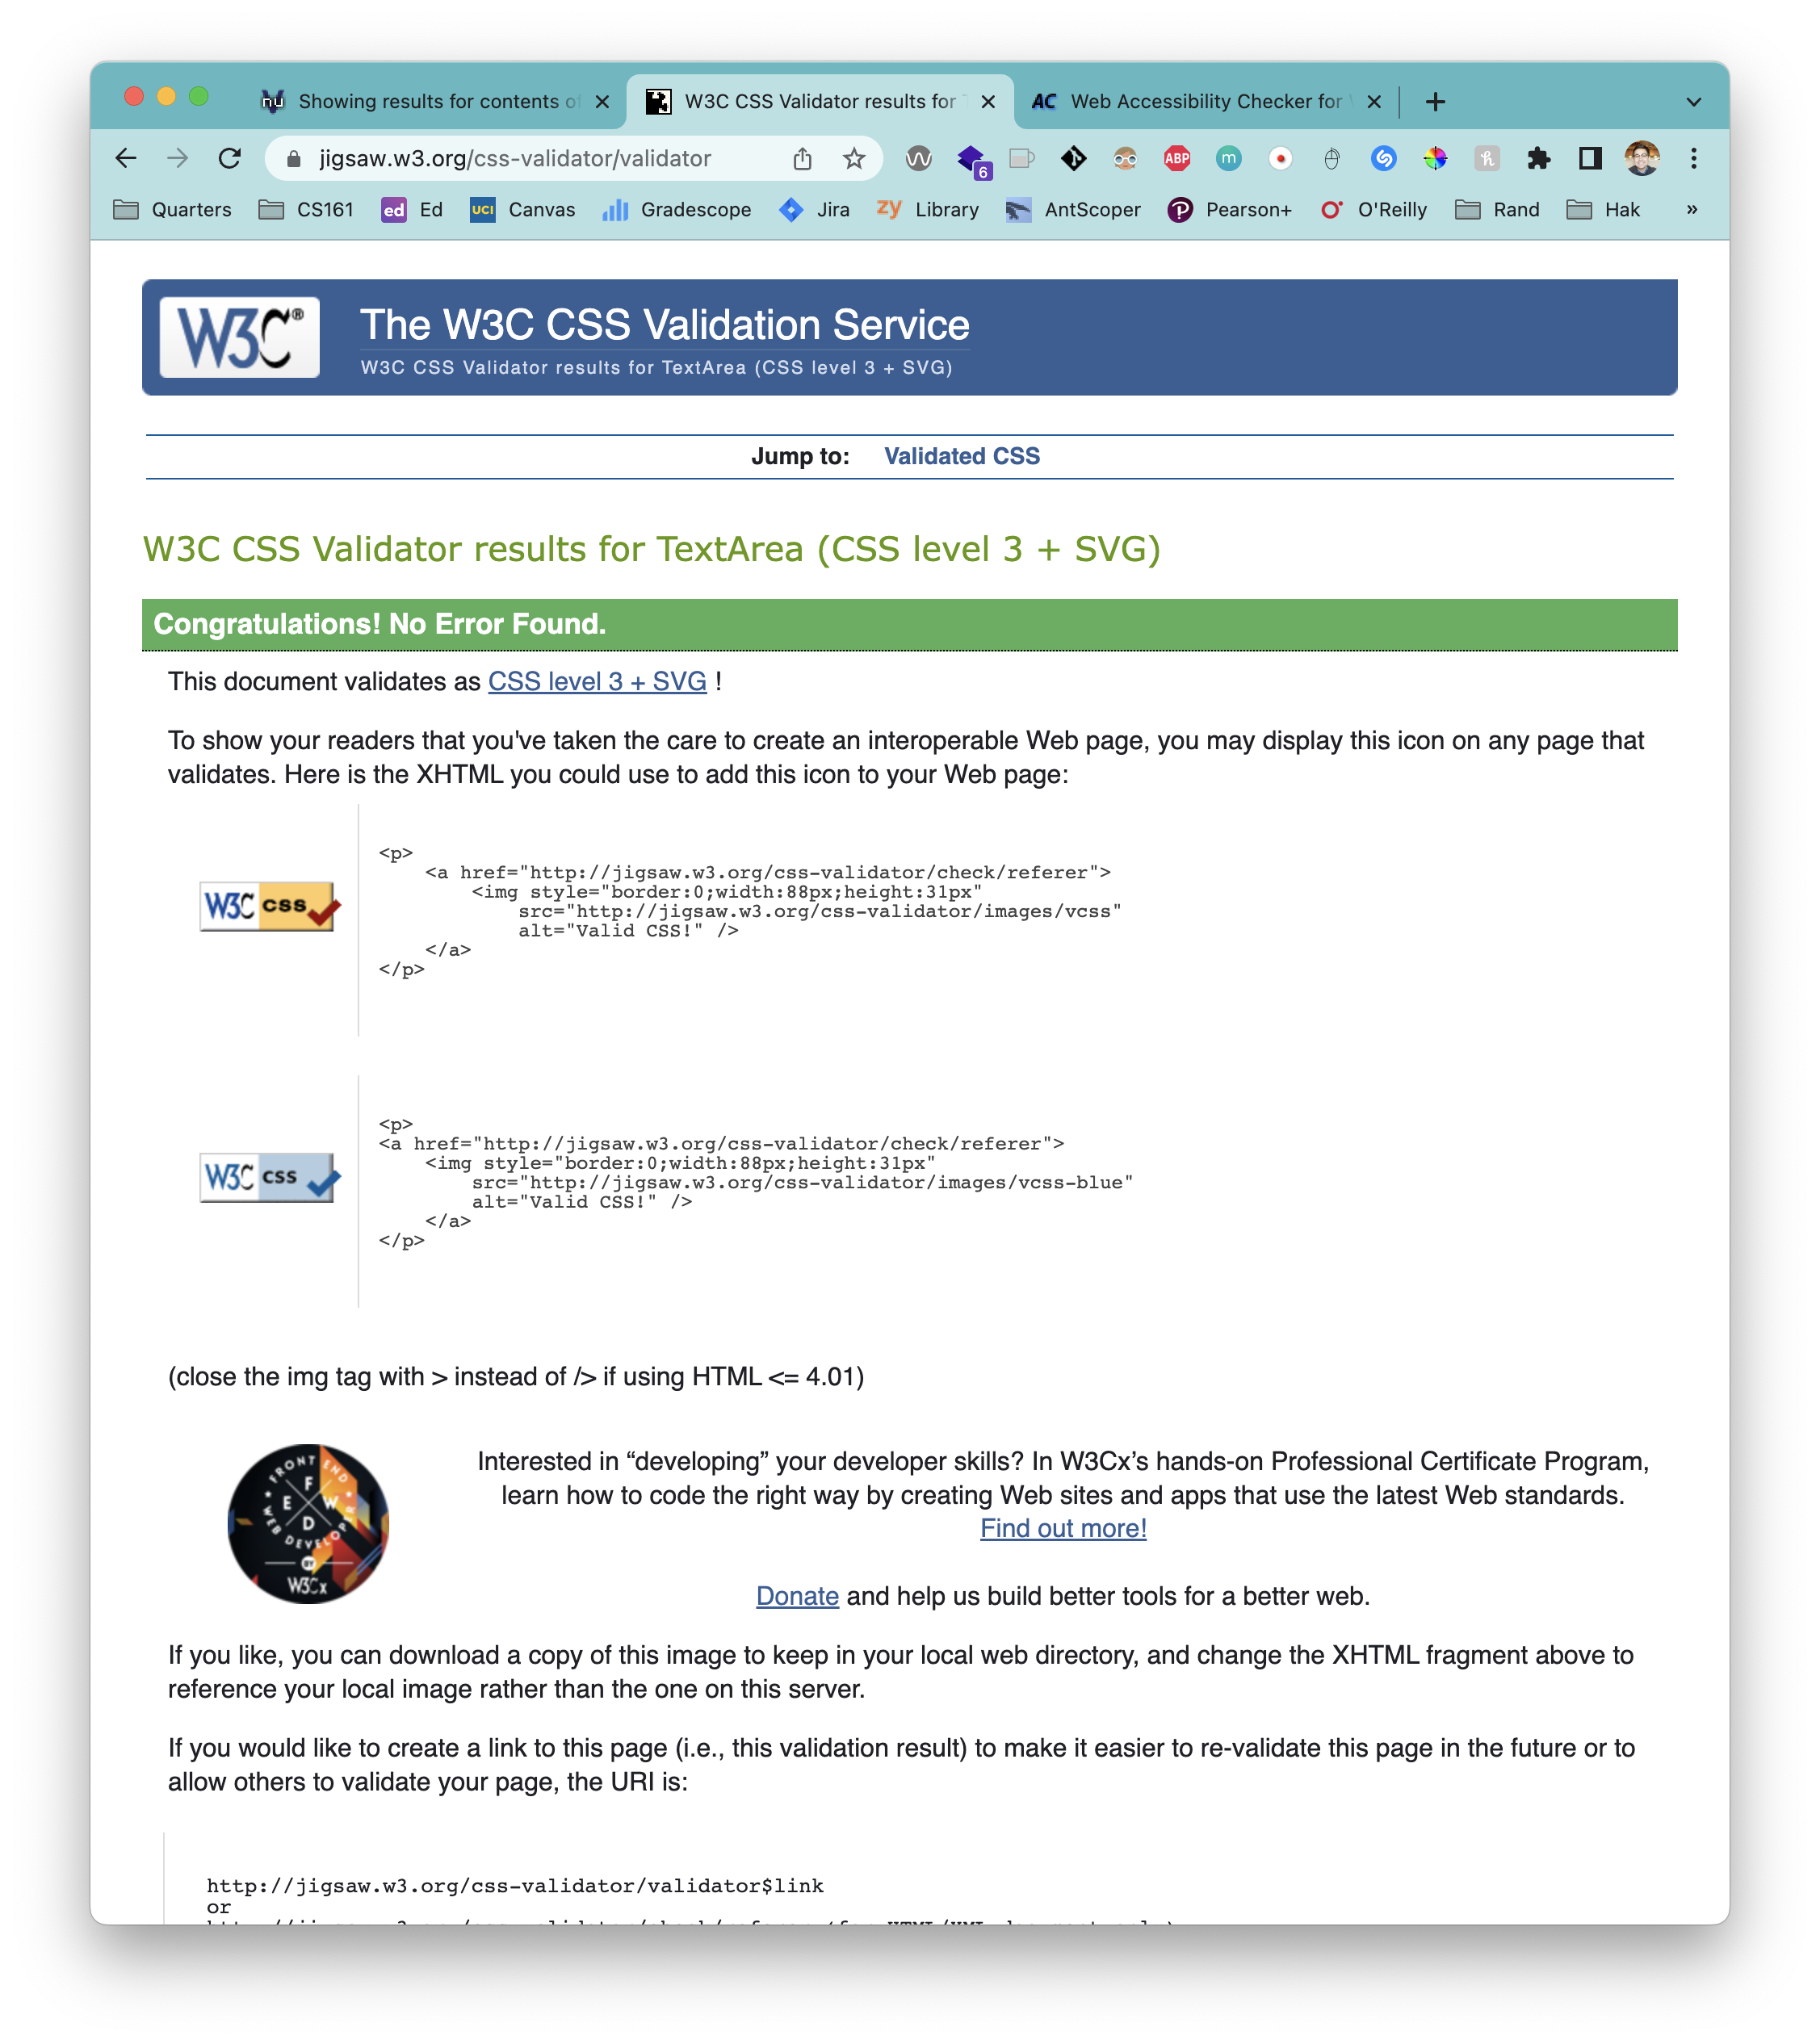 Showing results for contents of
W3C CSS Validator results for
Web Accessibility Checker for
jigsaw.w3.org/css-validator/validator
6
ABP
m
h
Quarters
CS161
ed Ed
UCI Canvas
Gradescope
Jira
zy Library
AntScoper
Pearson+
O'Reilly
Rand
Hak
»
W3C®
The W3C CSS Validation Service
W3C CSS Validator results for TextArea (CSS level 3 + SVG)
Jump to: Validated CSS
W3C CSS Validator results for TextArea (CSS level 3 + SVG)
Congratulations! No Error Found.
This document validates as CSS level 3 + SVG !
To show your readers that you've taken the care to create an interoperable Web page, you may display this icon on any page that
validates. Here is the XHTML you could use to add this icon to your Web page:
W3C css
<p>
    <a href="http://jigsaw.w3.org/css-validator/check/referer">
        <img style="border:0;width:88px;height:31px"
            src="http://jigsaw.w3.org/css-validator/images/vcss"
            alt="Valid CSS!" />
    </a>
</p>
W3C css
<p>
<a href="http://jigsaw.w3.org/css-validator/check/referer">
    <img style="border:0;width:88px;height:31px"
        src="http://jigsaw.w3.org/css-validator/images/vcss-blue"
        alt="Valid CSS!" />
    </a>
</p>
(close the img tag with > instead of /> if using HTML <= 4.01)
FRONT END
WEB DEVELOPER
F
E W
D
BY
W3Cx
Interested in “developing” your developer skills? In W3Cx’s hands-on Professional Certificate Program,
learn how to code the right way by creating Web sites and apps that use the latest Web standards.
Find out more!
Donate and help us build better tools for a better web.
If you like, you can download a copy of this image to keep in your local web directory, and change the XHTML fragment above to
reference your local image rather than the one on this server.
If you would like to create a link to this page (i.e., this validation result) to make it easier to re-validate this page in the future or to
allow others to validate your page, the URI is:
http://jigsaw.w3.org/css-validator/validator$link
or